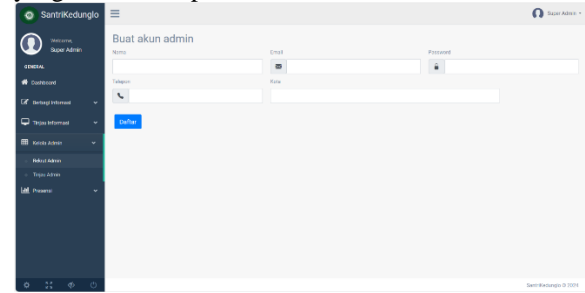 SantriKedunglo
Super Admin
Welcome,
Super Admin
GENERAL
Dashboard
Berbagi Informasi
Tinjau Informasi
Kelola Admin
Rekrut Admin
Tinjau Admin
Presensi
Buat akun admin
Nama
Email
Password
Telepon
Kota
Daftar
SantriKedunglo © 2024